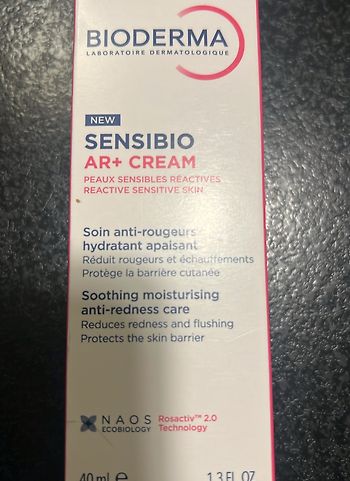 BIODERMA
LABORATOIRE DERMATOLOGIQUE
NEW
SENSIBIO
AR+ CREAM
PEAUX SENSIBLES RÉACTIVES
REACTIVE SENSITIVE SKIN
Soin anti-rougeurs
hydratant apaisant
Réduit rougeurs et échauffements
Protège la barrière cutanée
Soothing moisturising
anti-redness care
Reduces redness and flushing
Protects the skin barrier
NAOS Rosactiv™ 2.0
ECOBIOLOGY Technology
40 ml e 1.3 FL.OZ